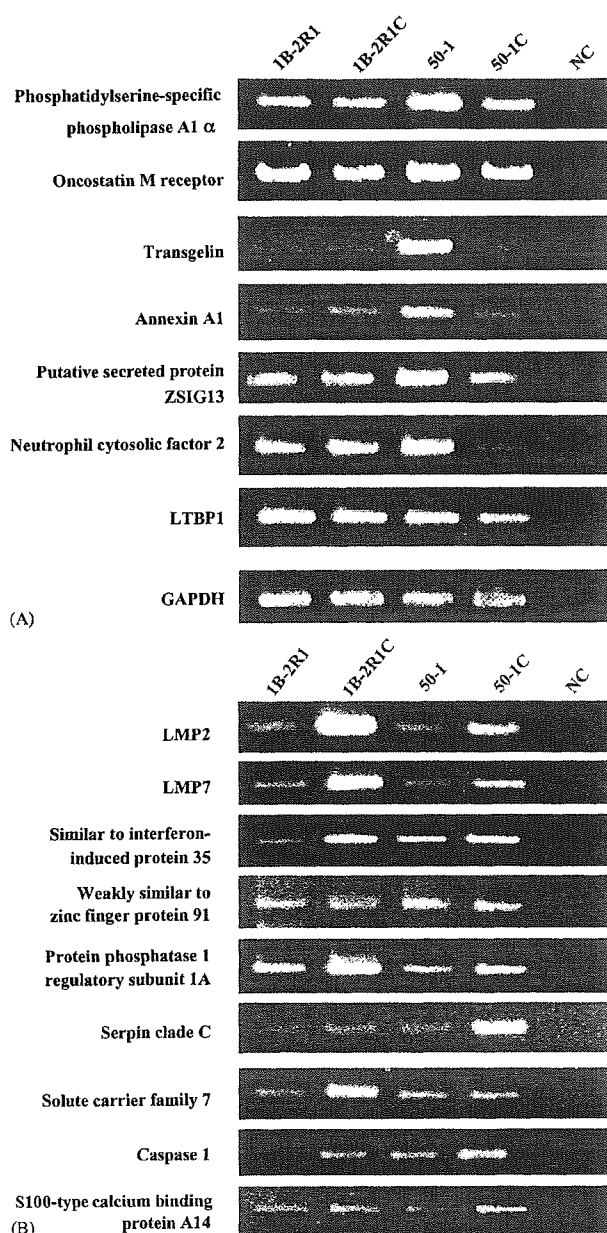 1B-2R1 1B-2R1C 50-1 50-1C NC
Phosphatidylserine-specific
phospholipase A1 α
Oncostatin M receptor
Transgelin
Annexin A1
Putative secreted protein
ZSIG13
Neutrophil cytosolic factor 2
LTBP1
GAPDH
(A)
1B-2R1 1B-2R1C 50-1 50-1C NC
LMP2
LMP7
Similar to interferon-
induced protein 35
Weakly similar to
zinc finger protein 91
Protein phosphatase 1
regulatory subunit 1A
Serpin clade C
Solute carrier family 7
Caspase 1
S100-type calcium binding
protein A14
(B)